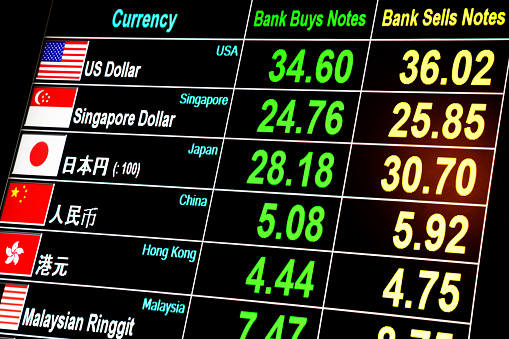 Currency Bank Buys Notes Bank Sells Notes
USA
US Dollar 34.60 36.02
Singapore
Singapore Dollar 24.76 25.85
Japan
日本円 (: 100) 28.18 30.70
China
人民币 5.08 5.92
Hong Kong
港元 4.44 4.75
Malaysia
Malaysian Ringgit 7.47